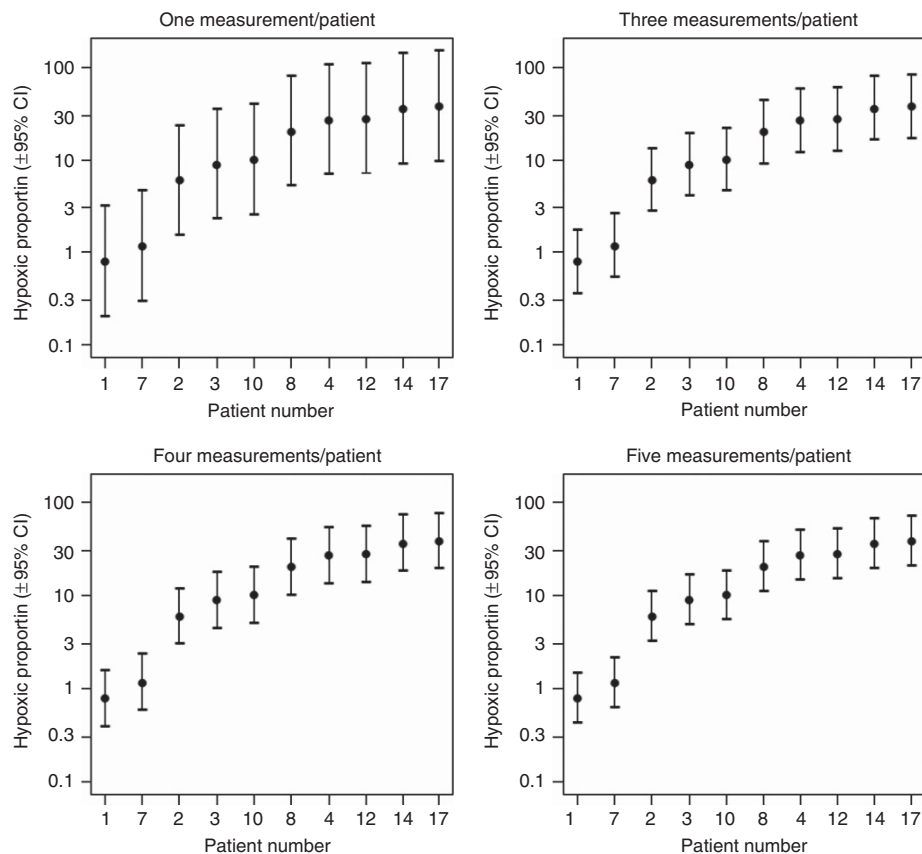 One measurement/patient
Hypoxic proportin (±95% CI)
100
30
10
3
1
0.3
0.1
1 7 2 3 10 8 4 12 14 17
Patient number
Three measurements/patient
Hypoxic proportin (±95% CI)
100
30
10
3
1
0.3
0.1
1 7 2 3 10 8 4 12 14 17
Patient number
Four measurements/patient
Hypoxic proportin (±95% CI)
100
30
10
3
1
0.3
0.1
1 7 2 3 10 8 4 12 14 17
Patient number
Five measurements/patient
Hypoxic proportin (±95% CI)
100
30
10
3
1
0.3
0.1
1 7 2 3 10 8 4 12 14 17
Patient number